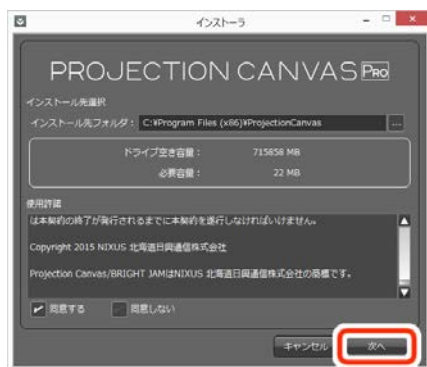 インストーラ
PROJECTION CANVAS PRO
インストール先選択
インストール先フォルダ： C:¥Program Files (x86)¥ProjectionCanvas ...
ドライブ空き容量： 715858 MB
必要容量： 22 MB
使用許諾
は本契約の終了が発行されるまでに本契約を遂行しなければいけません。
Copyright 2015 NIXUS 北海道日興通信株式会社
Projection Canvas/BRIGHT JAMはNIXUS 北海道日興通信株式会社の商標です。
同意する 同意しない
キャンセル 次へ